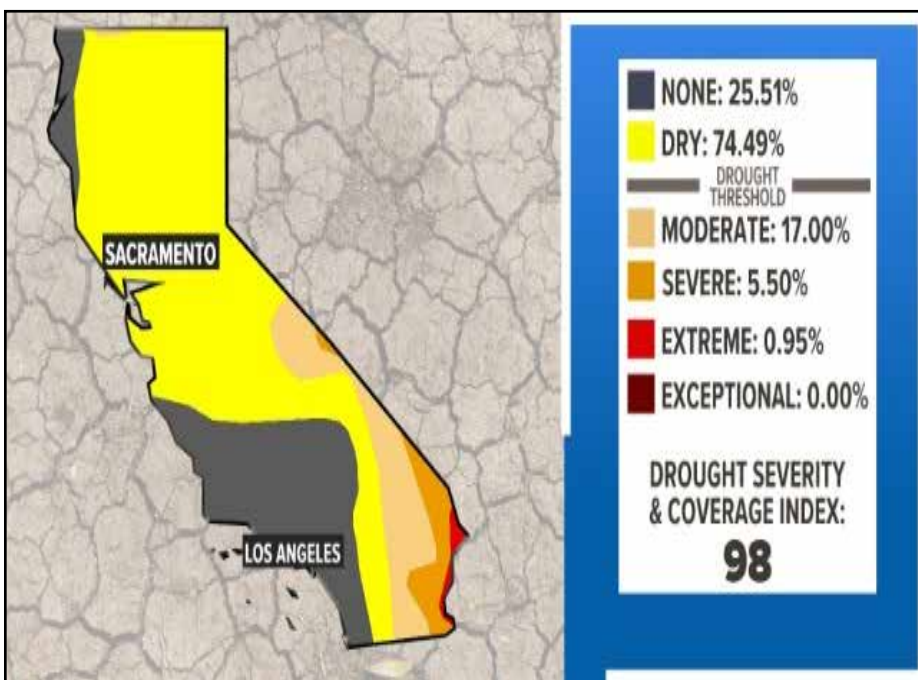 SACRAMENTO
LOS ANGELES
NONE: 25.51%
DRY: 74.49%
DROUGHT
THRESHOLD
MODERATE: 17.00%
SEVERE: 5.50%
EXTREME: 0.95%
EXCEPTIONAL: 0.00%
DROUGHT SEVERITY
& COVERAGE INDEX:
98